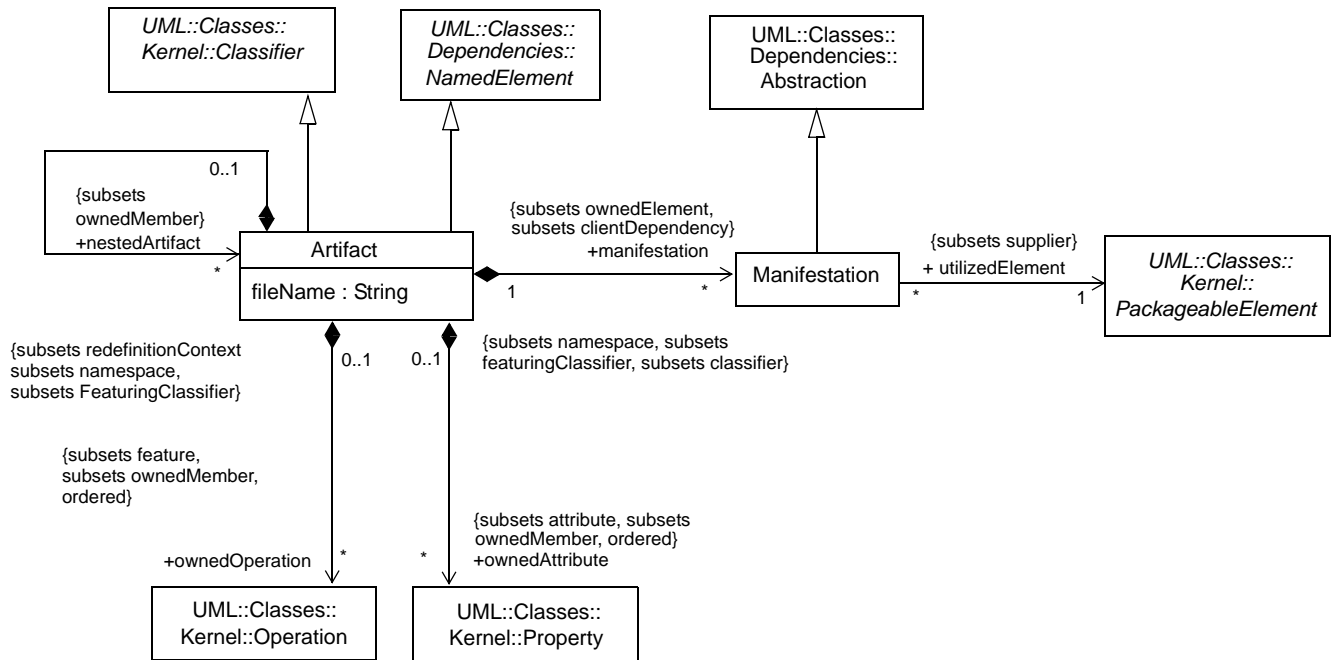 UML::Classes::
Kernel::Classifier
UML::Classes::
Dependencies::
NamedElement
UML::Classes::
Dependencies::
Abstraction
0..1
{subsets
ownedMember}
+nestedArtifact
*
Artifact
fileName : String
{subsets ownedElement,
subsets clientDependency}
+manifestation
1
*
Manifestation
{subsets supplier}
+ utilizedElement
*
1
UML::Classes::
Kernel::
PackageableElement
{subsets redefinitionContext
subsets namespace,
subsets FeaturingClassifier}
0..1
0..1
{subsets namespace, subsets
featuringClassifier, subsets classifier}
{subsets feature,
subsets ownedMember,
ordered}
+ownedOperation
*
{subsets attribute, subsets
ownedMember, ordered}
*
+ownedAttribute
UML::Classes::
Kernel::Operation
UML::Classes::
Kernel::Property